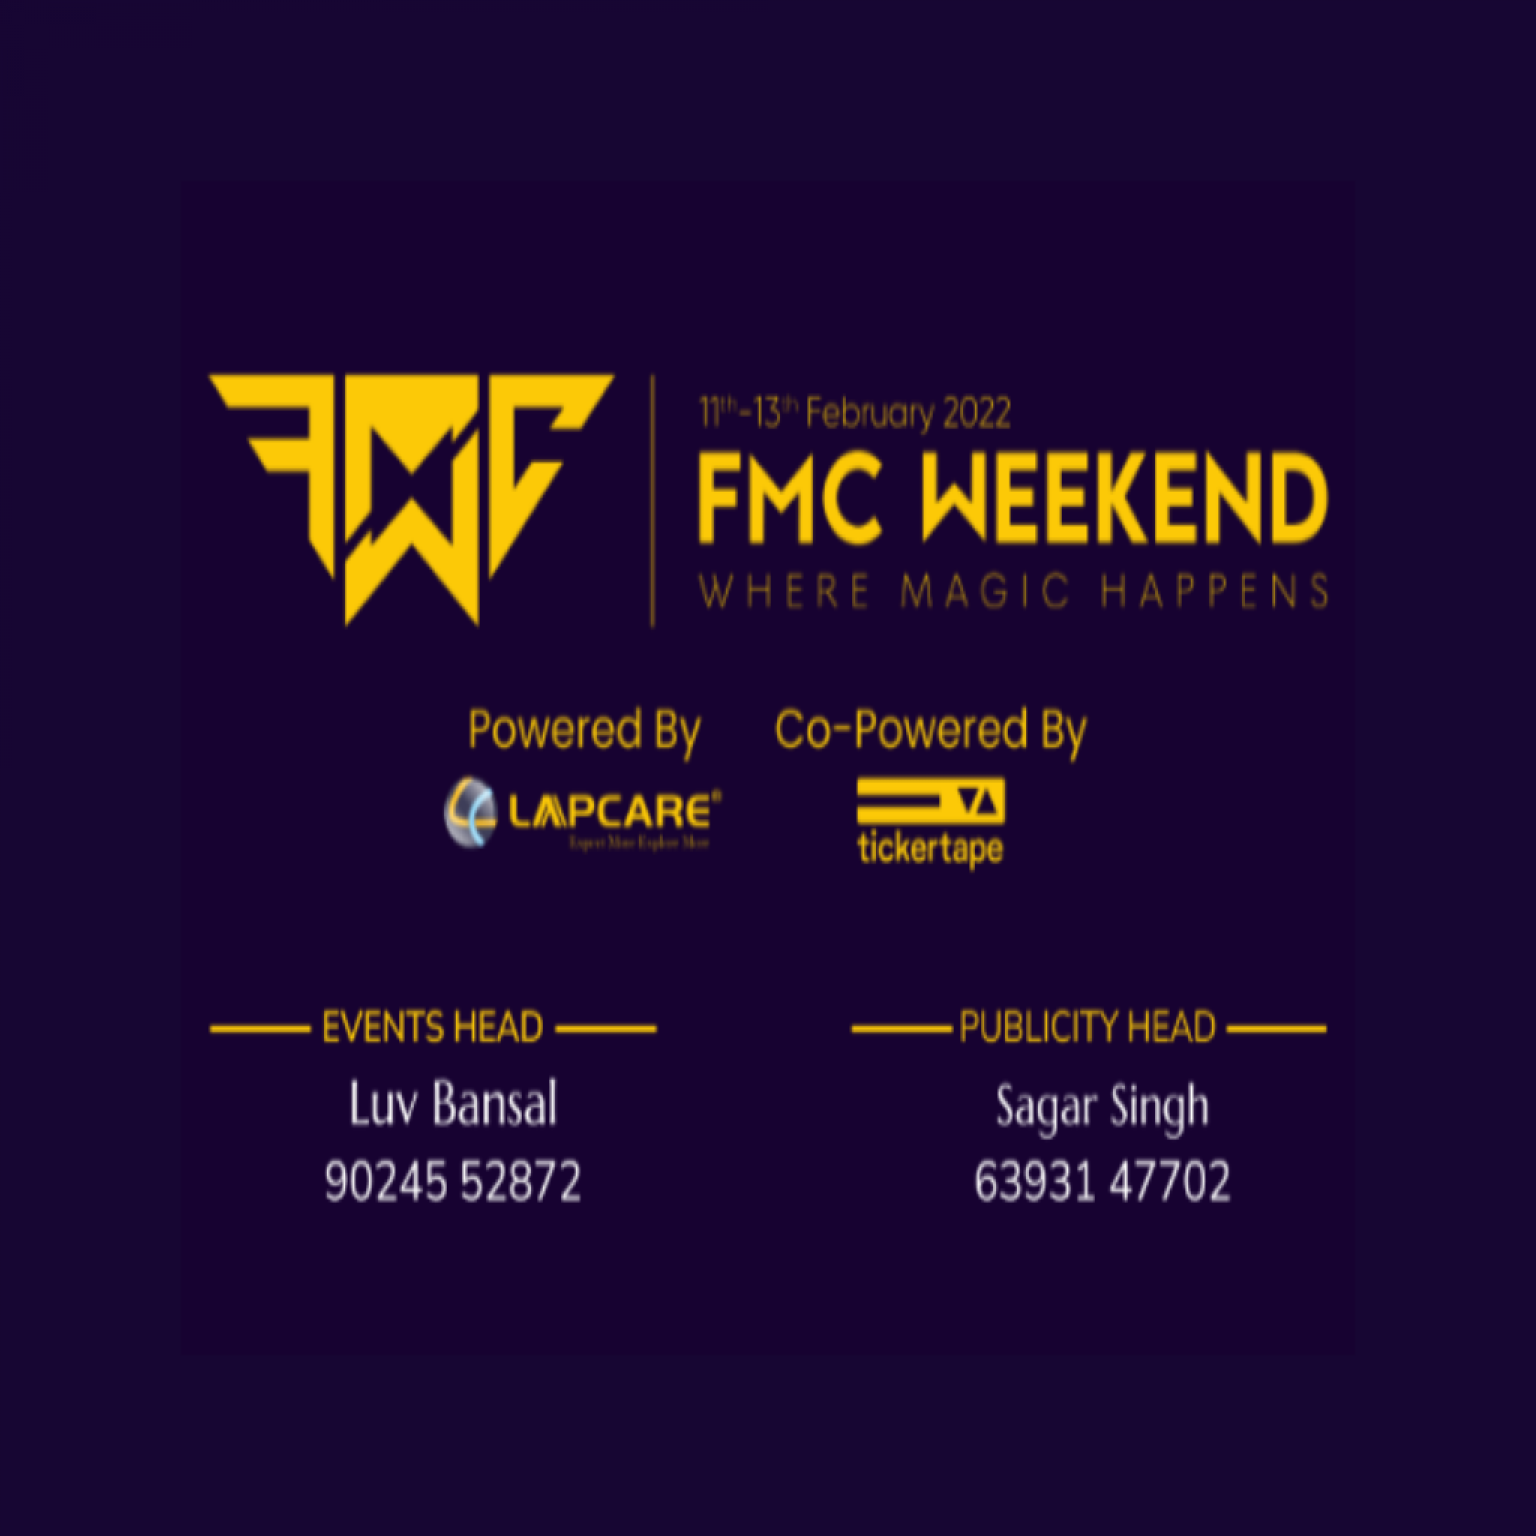 FMC
11th-13th February 2022
FMC WEEKEND
WHERE MAGIC HAPPENS
Powered By
Co-Powered By
LAPCARE®
tickertape
EVENTS HEAD
PUBLICITY HEAD
Luv Bansal
Sagar Singh
90245 52872
63931 47702